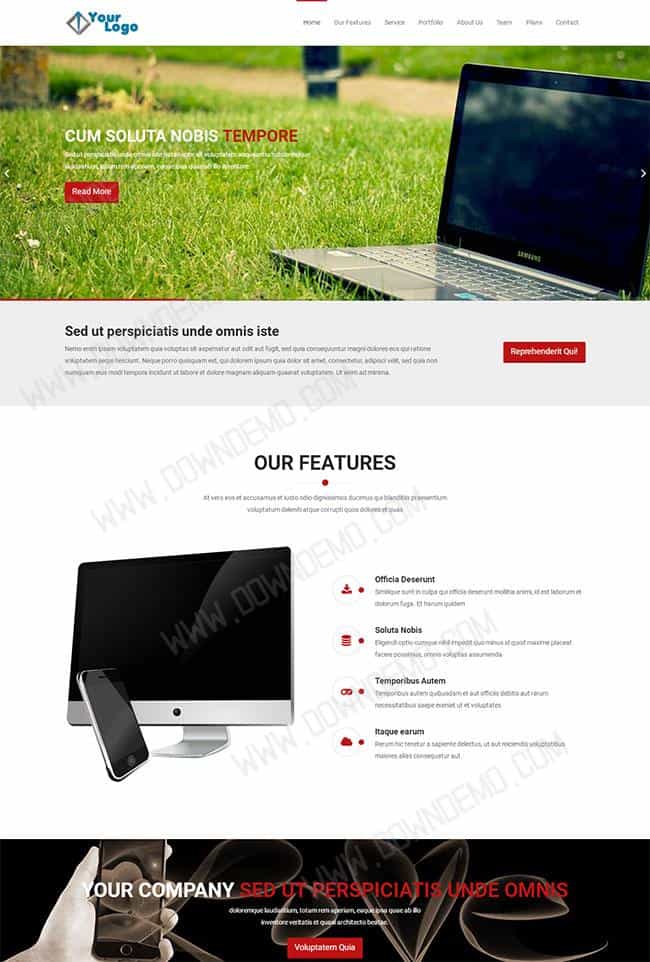 Your
Logo
Home Our Features Service Portfolio About Us Team Plans Contact
CUM SOLUTA NOBIS TEMPORE
Sed ut perspiciatis unde omnis iste natus error sit voluptatem accusantium doloremque
laudantium, totam rem aperiam, eaque ipsa quae ab illo inventore
Read More
SAMSUNG
Sed ut perspiciatis unde omnis iste
Nemo enim ipsam voluptatem quia voluptas sit aspernatur aut odit aut fugit, sed quia consequuntur magni dolores eos qui ratione
voluptatem sequi nesciunt. Neque porro quisquam est, qui dolorem ipsum quia dolor sit amet, consectetur, adipisci velit, sed quia non
numquam eius modi tempora incidunt ut labore et dolore magnam aliquam quaerat voluptatem. Ut enim ad minima.
Reprehenderit Qui!
WWW.DOWNDEMO.COM
OUR FEATURES
At vero eos et accusamus et iusto odio dignissimos ducimus qui blanditiis praesentium
voluptatum deleniti atque corrupti quos dolores et quas
WWW.DOWNDEMO.COM
Officia Deserunt
Similique sunt in culpa qui officia deserunt mollitia animi, id est laborum et
dolorum fuga. Et harum quidem
Soluta Nobis
Eligendi optio cumque nihil impedit quo minus id quod maxime placeat
facere possimus, omnis voluptas assumenda
WWW.DOWNDEMO.COM
Temporibus Autem
Temporibus autem quibusdam et aut officiis debitis aut rerum
necessitatibus saepe eveniet ut et voluptates
Itaque earum
Rerum hic tenetur a sapiente delectus, ut aut reiciendis voluptatibus
maiores alias consequatur aut
WWW.DOWNDEMO.COM
YOUR COMPANY SED UT PERSPICIATIS UNDE OMNIS
doloremque laudantium, totam rem aperiam, eaque ipsa quae ab illo
inventore veritatis et quasi architecto beatae.
Voluptatem Quia